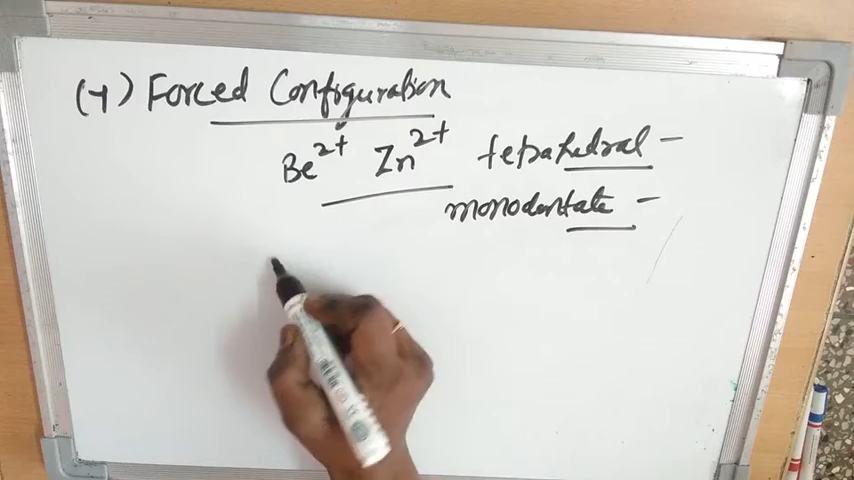 (4) Forced Configuration
Be²⁺ Zn²⁺ tetrahedral –
monodentate –